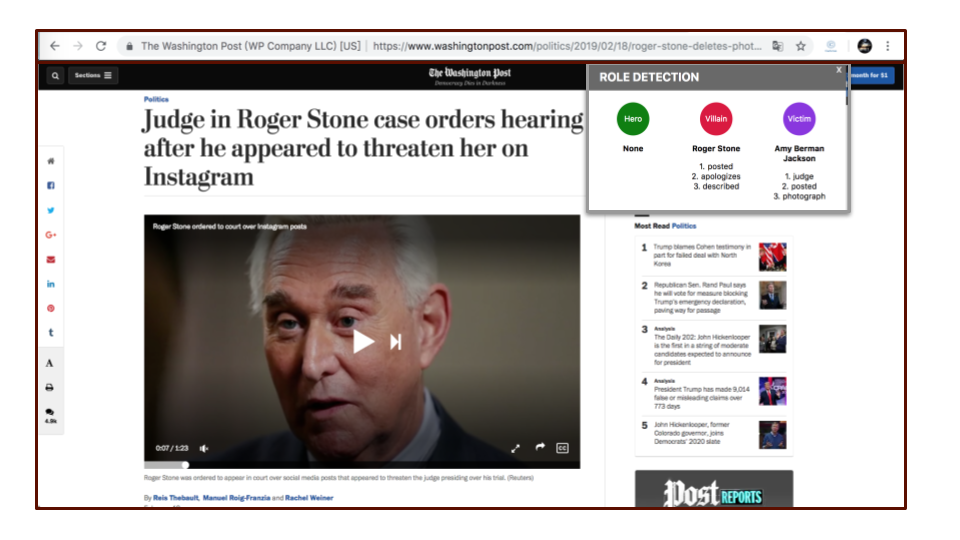 The Washington Post (WP Company LLC) [US] | https://www.washingtonpost.com/politics/2019/02/18/roger-stone-deletes-phot...
Sections
The Washington Post
Democracy Dies in Darkness
month for $1
ROLE DETECTION
X
Hero
Villain
Victim
None
Roger Stone
Amy Berman
Jackson
1. posted
2. apologizes
3. described
1. judge
2. posted
3. photograph
Politics
Judge in Roger Stone case orders hearing
after he appeared to threaten her on
Instagram
Roger Stone ordered to court over Instagram posts
0:07 / 1:23
CC
Roger Stone was ordered to appear in court over social media posts that appeared to threaten the judge presiding over his trial. (Reuters)
By Reis Thebault, Manuel Roig-Franzia and Rachel Weiner
G+
in
t
A
4.9k
Most Read Politics
1 Trump blames Cohen testimony in
part for failed deal with North
Korea
2 Republican Sen. Rand Paul says
he will vote for measure blocking
Trump's emergency declaration,
paving way for passage
3 Analysis
The Daily 202: John Hickenlooper
is the first in a string of moderate
candidates expected to announce
for president
4 Analysis
President Trump has made 9,014
false or misleading claims over
773 days
5 John Hickenlooper, former
Colorado governor, joins
Democrats' 2020 slate
Post REPORTS